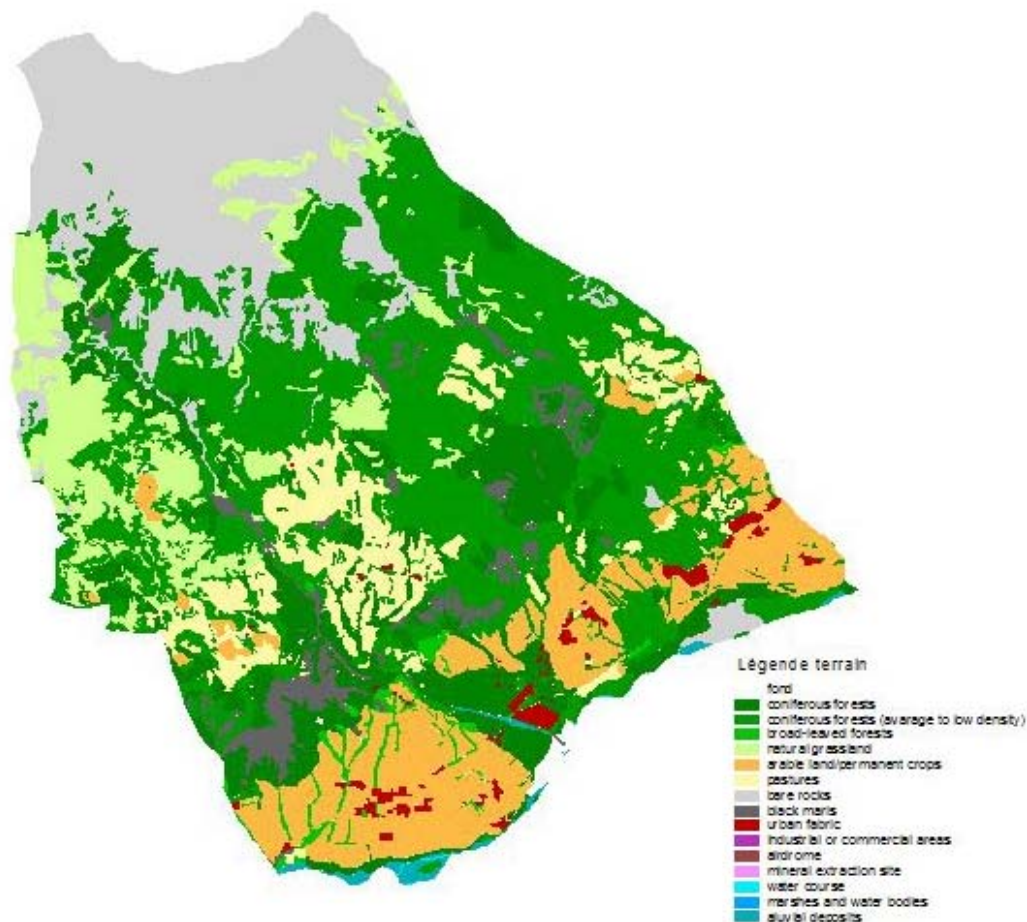 Légende terrain
fond
coniferous forests
coniferous forests (avarage to low density)
broad-leaved forests
natural grassland
arable land/permanent crops
pastures
bare rocks
black marls
urban fabric
industrial or commercial areas
airdrome
mineral extraction site
water course
marshes and water bodies
aluvial deposits